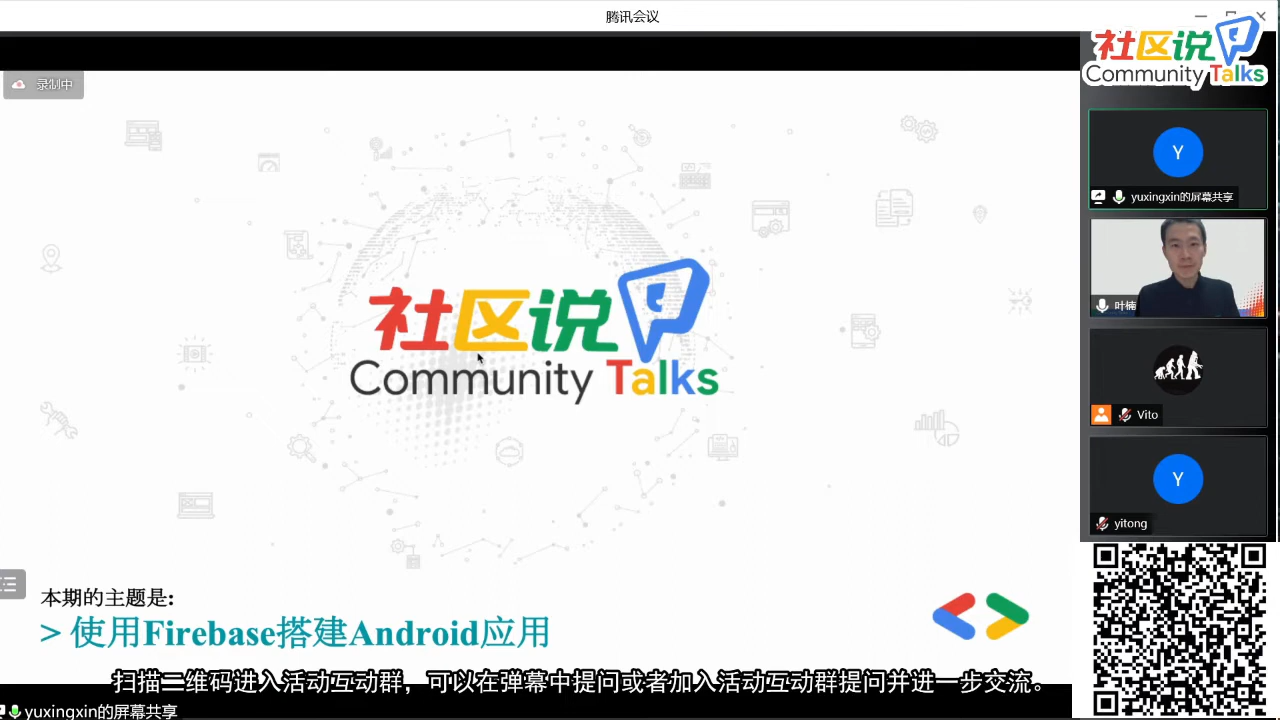 腾讯会议
录制中
社区说
Community Talks
Y
yuxingxin的屏幕共享
叶楠
Vito
Y
yitong
社区说
Community Talks
本期的主题是:
> 使用Firebase搭建Android应用
扫描二维码进入活动互动群，可以在弹幕中提问或者加入活动互动群提问并进一步交流。
yuxingxin的屏幕共享